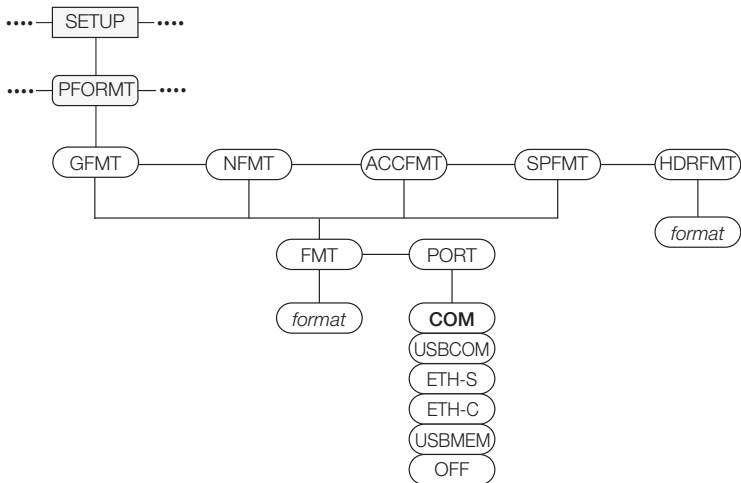 •••• SETUP ••••
•••• PFORMT ••••
GFMT NFMT ACCFMT SPFMT HDRFMT
format
FMT PORT
format COM
USBCOM
ETH-S
ETH-C
USBMEM
OFF